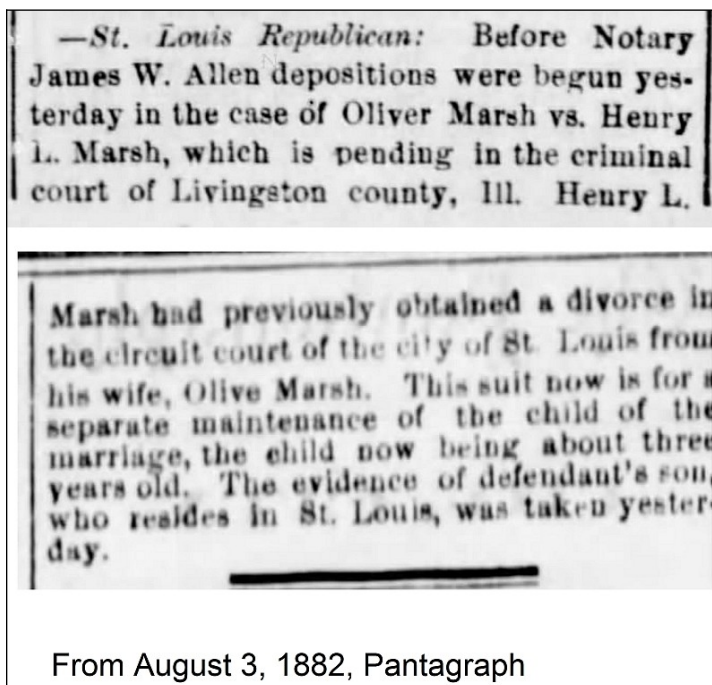 —St. Louis Republican: Before Notary
James W. Allen depositions were begun yes-
terday in the case of Oliver Marsh vs. Henry
L. Marsh, which is pending in the criminal
court of Livingston county, Ill. Henry L.
Marsh had previously obtained a divorce in
the circuit court of the city of St. Louis from
his wife, Olive Marsh. This suit now is for a
separate maintenance of the child of the
marriage, the child now being about three
years old. The evidence of defendant's son,
who resides in St. Louis, was taken yester-
day.
From August 3, 1882, Pantagraph